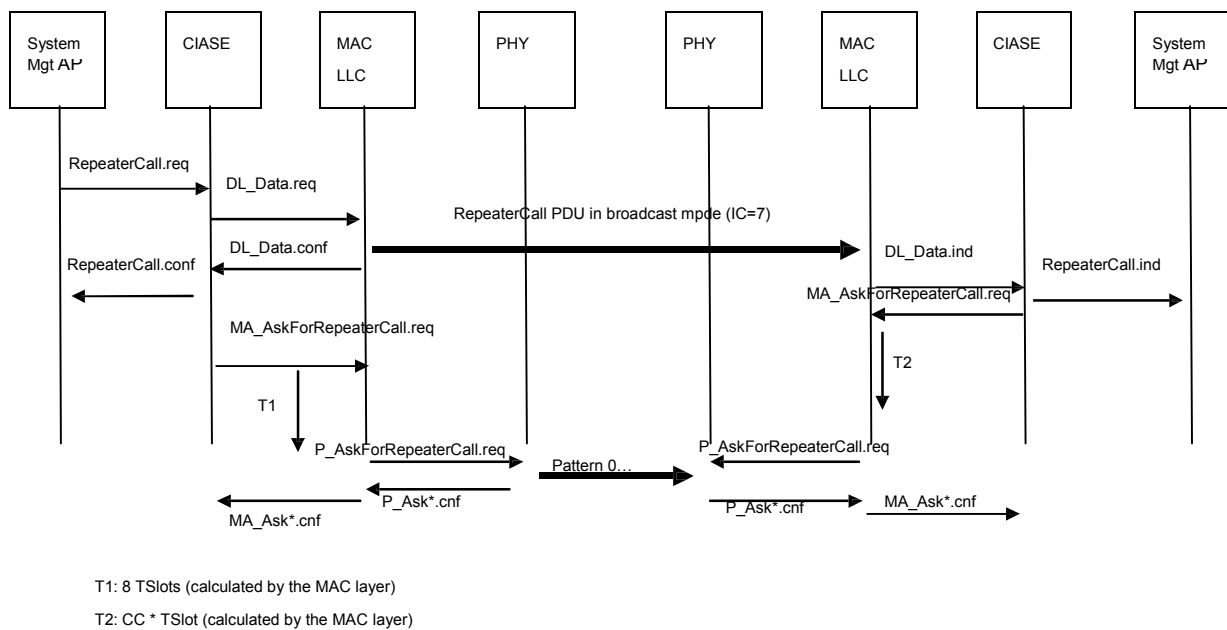 System
Mgt AP
CIASE
MAC
LLC
PHY
PHY
MAC
LLC
CIASE
System
Mgt AP
RepeaterCall.req
DL_Data.req
RepeaterCall PDU in broadcast mpde (IC=7)
DL_Data.conf
DL_Data.ind
RepeaterCall.conf
RepeaterCall.ind
MA_AskForRepeaterCall.req
MA_AskForRepeaterCall.req
T2
T1
P_AskForRepeaterCall.req
P_AskForRepeaterCall.req
Pattern 0…
P_Ask*.cnf
MA_Ask*.cnf
P_Ask*.cnf
MA_Ask*.cnf
T1: 8 TSlots (calculated by the MAC layer)
T2: CC * TSlot (calculated by the MAC layer)